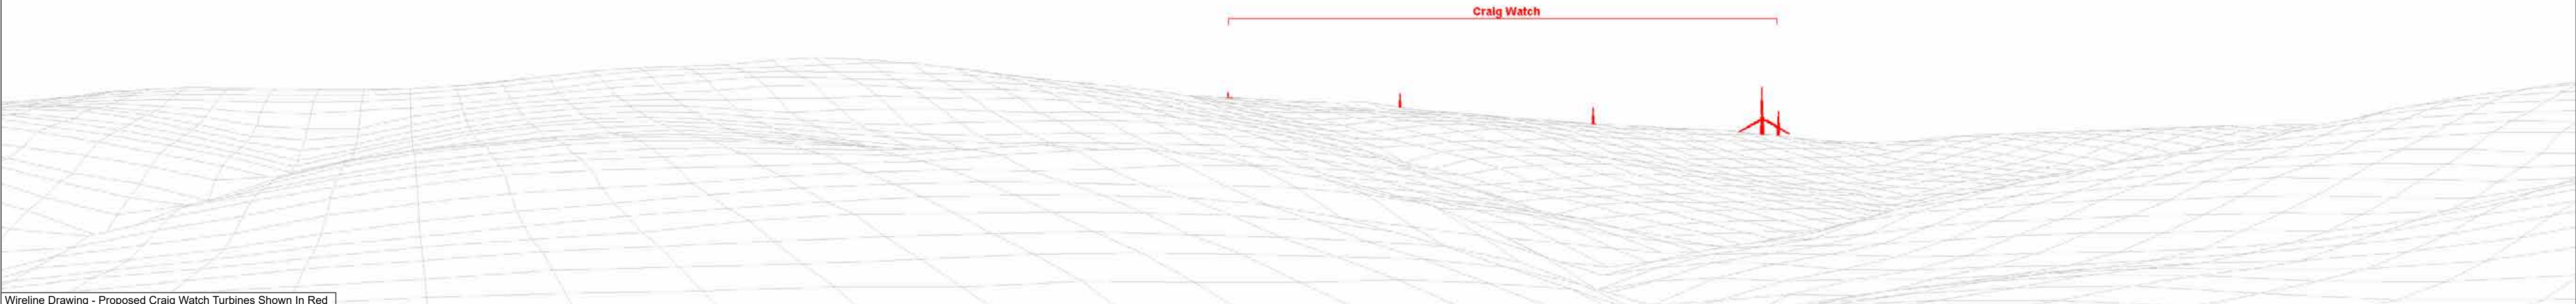 Craig Watch
Wireline Drawing - Proposed Craig Watch Turbines Shown In Red